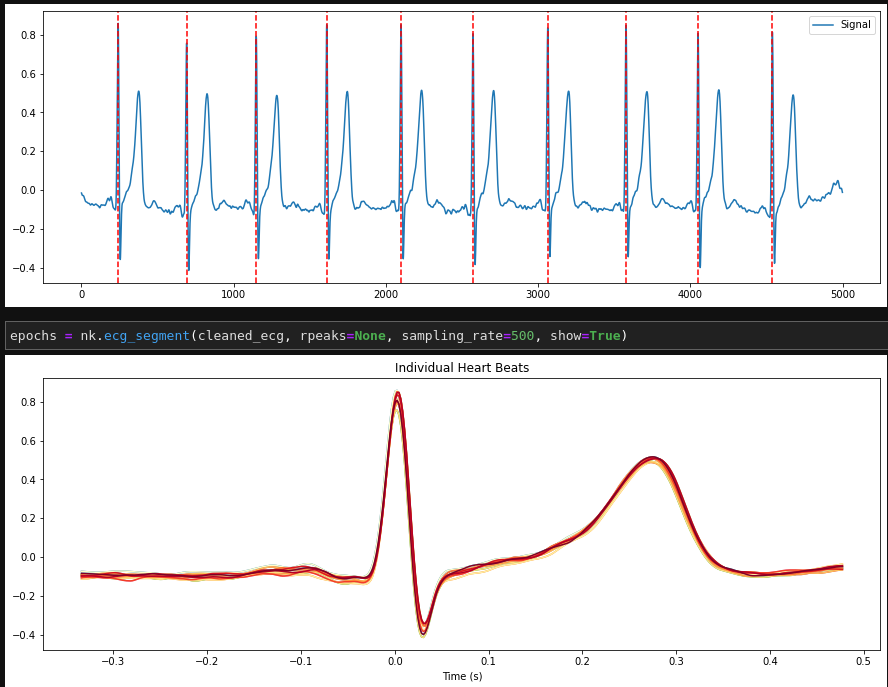 Signal
0.8
0.6
0.4
0.2
0.0
−0.2
−0.4
0 1000 2000 3000 4000 5000
epochs = nk.ecg_segment(cleaned_ecg, rpeaks=None, sampling_rate=500, show=True)
Individual Heart Beats
0.8
0.6
0.4
0.2
0.0
−0.2
−0.4
−0.3 −0.2 −0.1 0.0 0.1 0.2 0.3 0.4 0.5
Time (s)